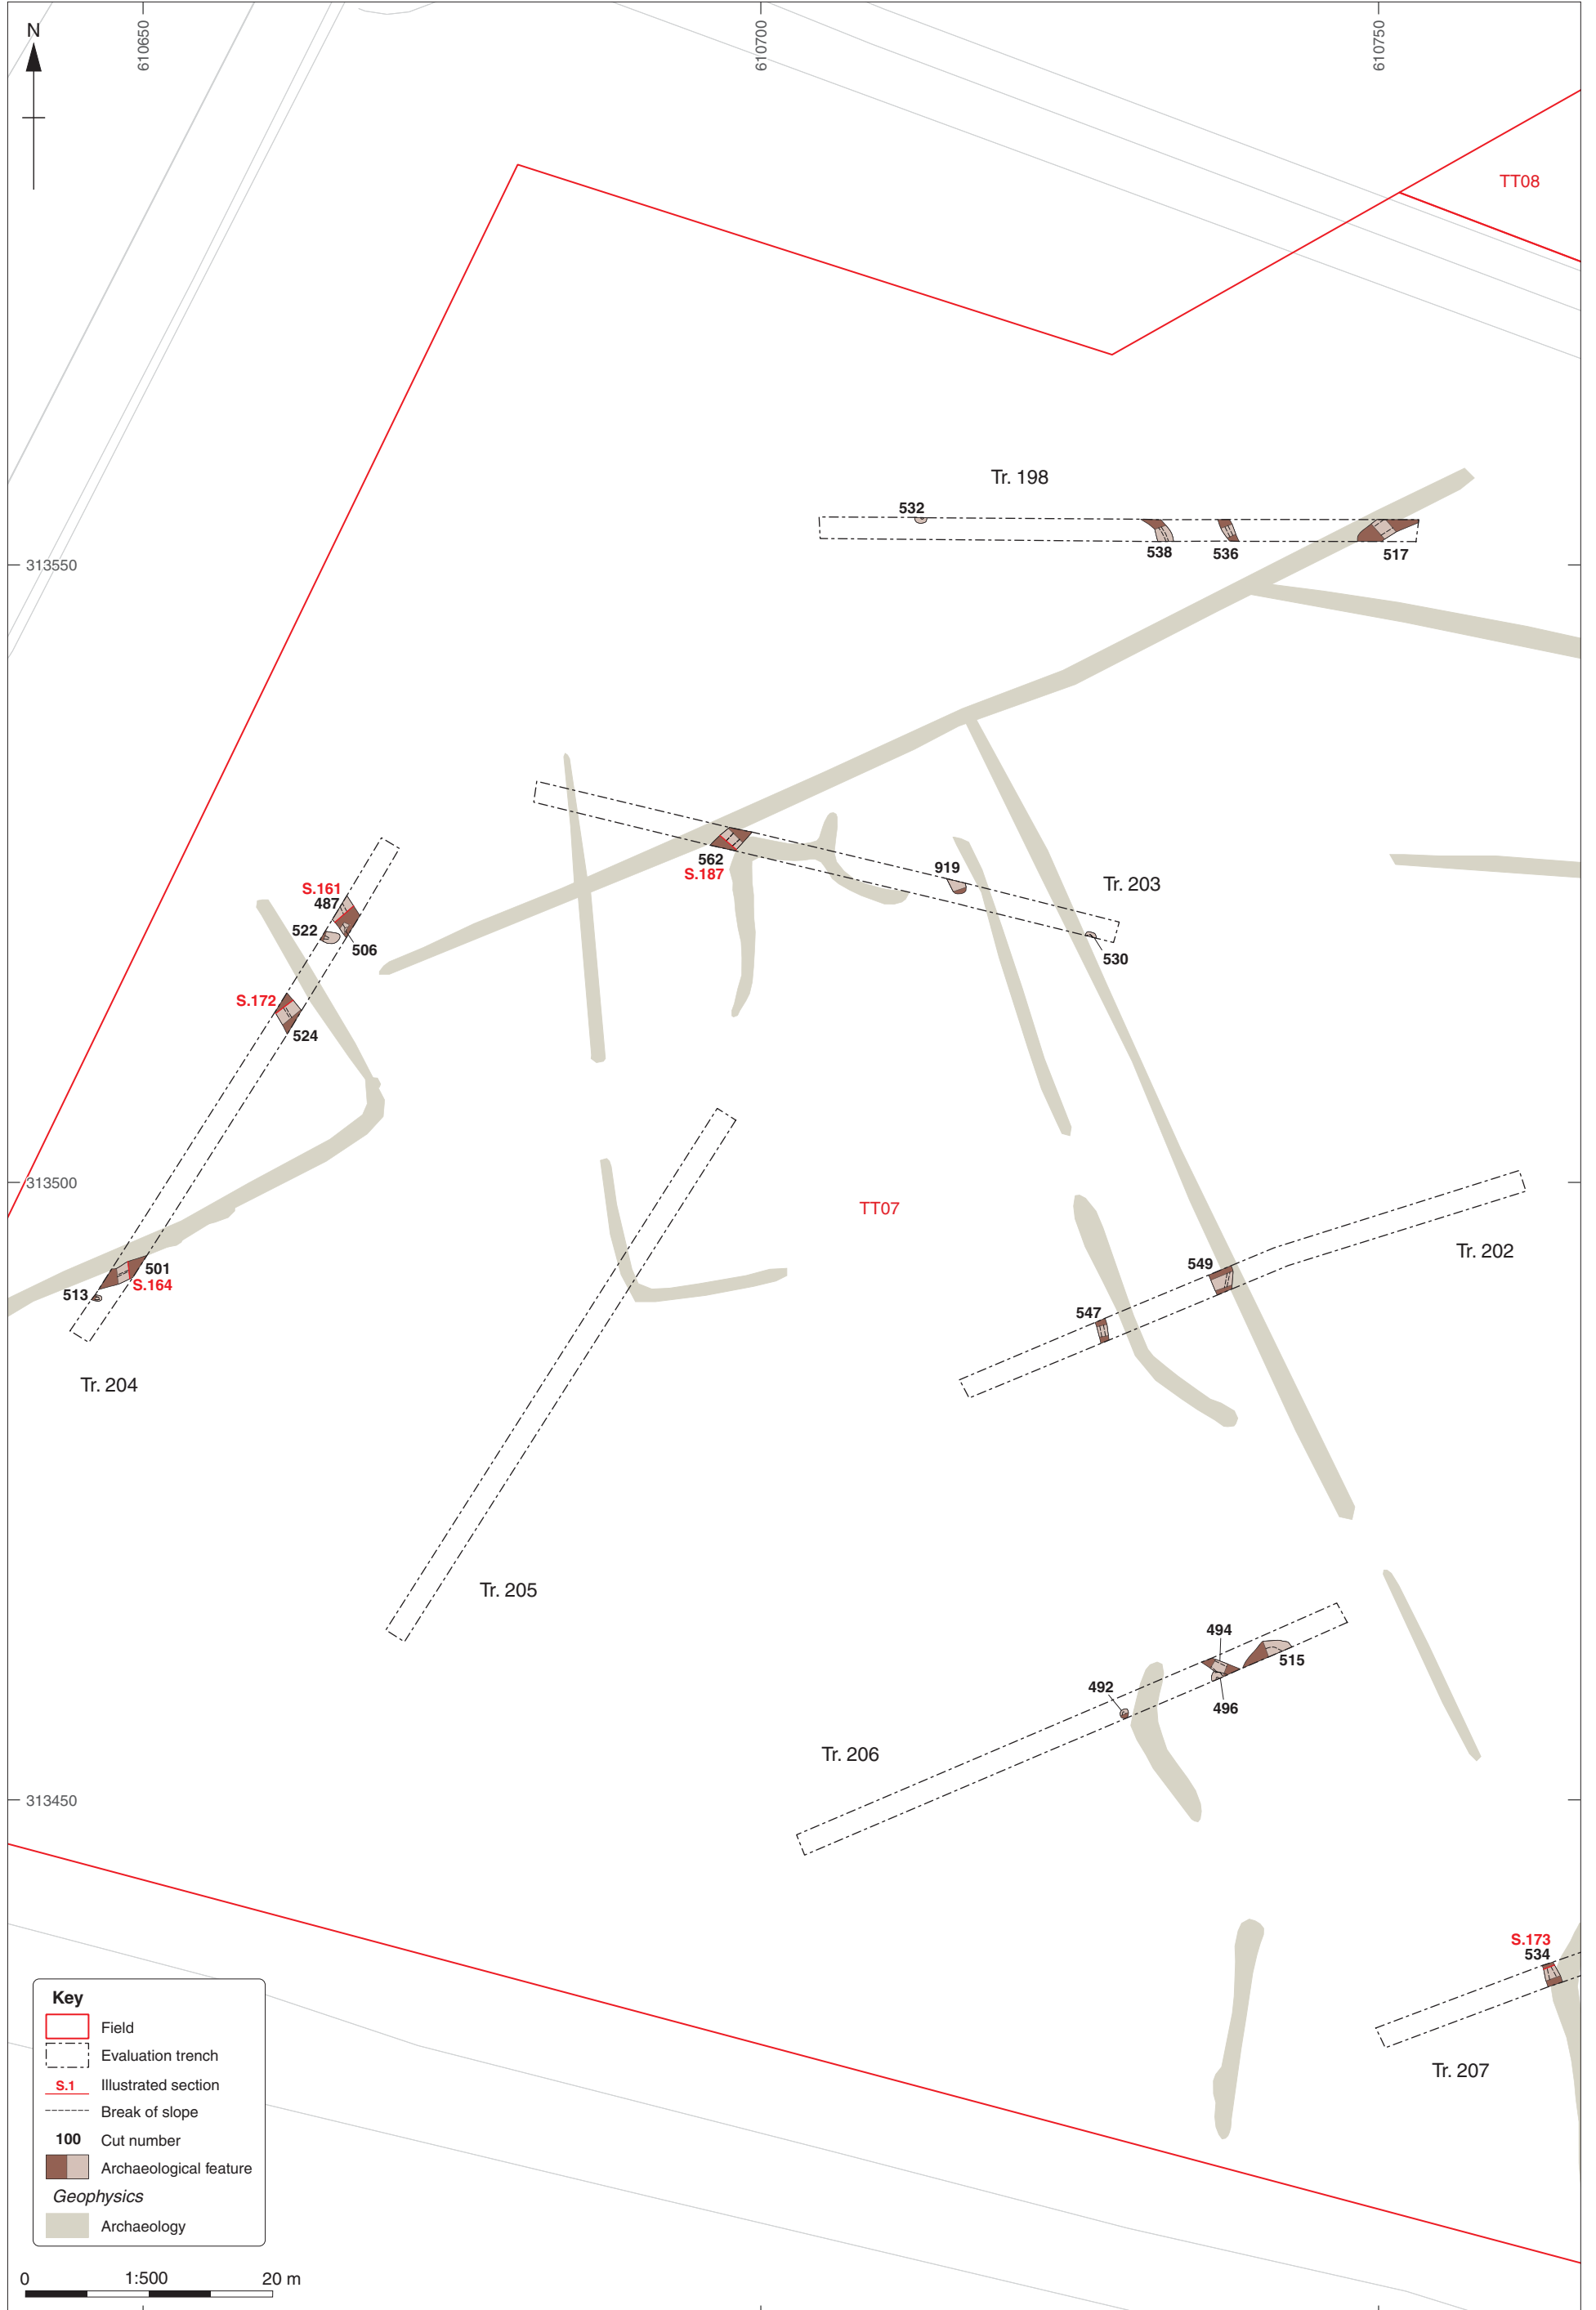 N
610650
610700
610750
TT08
Tr. 198
532
538
536
517
313550
562
S.187
919
Tr. 203
530
S.161
487
522
506
S.172
524
313500
TT07
501
S.164
513
Tr. 204
549
547
Tr. 202
Tr. 205
494
515
492
496
Tr. 206
313450
S.173
534
Tr. 207
Key
Field
Evaluation trench
S.1 Illustrated section
Break of slope
100 Cut number
Archaeological feature
Geophysics
Archaeology
0 1:500 20 m